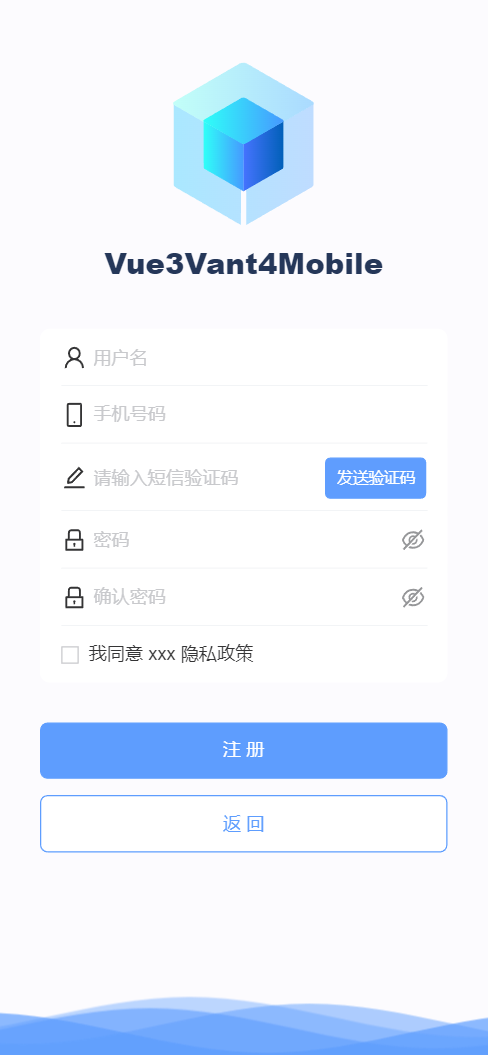 Vue3Vant4Mobile
用户名
手机号码
请输入短信验证码 发送验证码
密码
确认密码
我同意 xxx 隐私政策
注 册
返 回